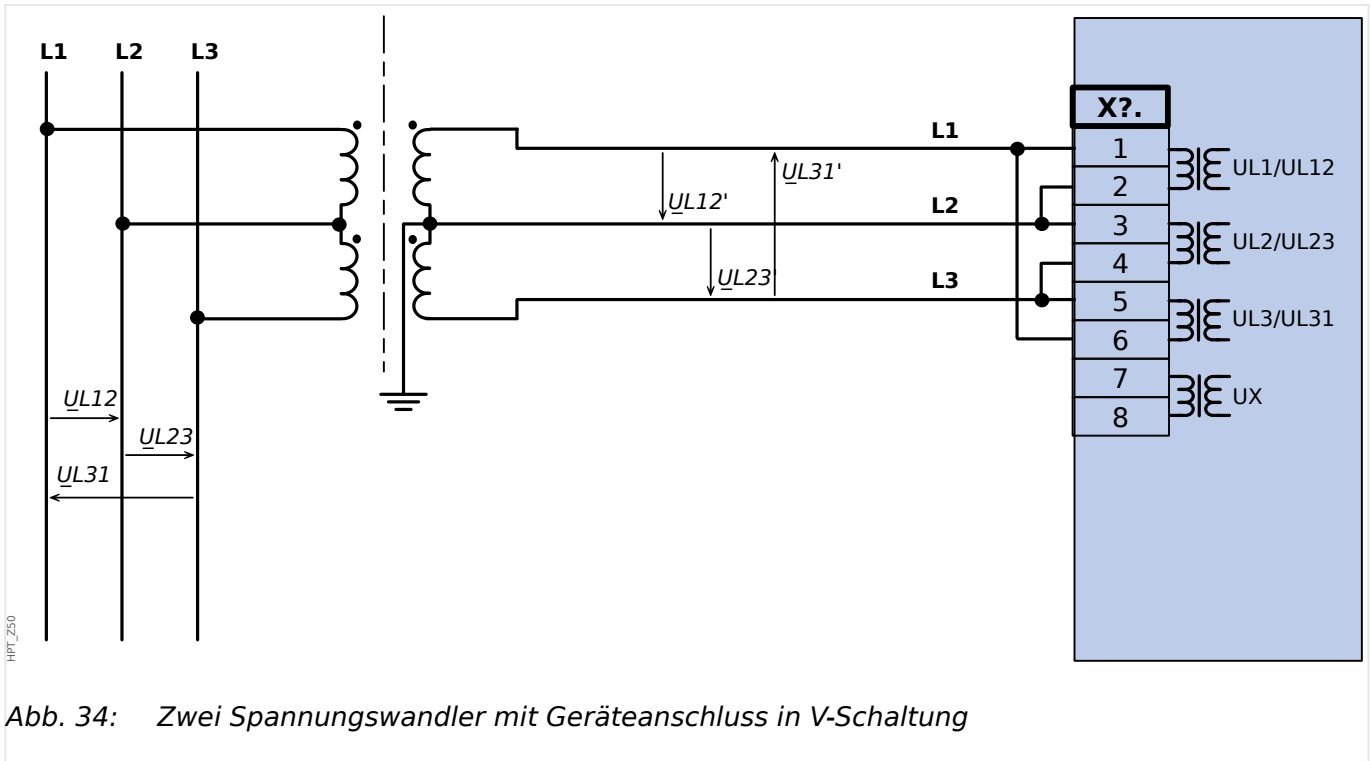 L1 L2 L3
X?.
L1
1
UL1/UL12
UL31'
2
UL12'
L2
3
UL2/UL23
4
UL23'
L3
5
UL3/UL31
6
7
UX
UL12
8
UL23
UL31
HPT_Z50
Abb. 34: Zwei Spannungswandler mit Geräteanschluss in V-Schaltung